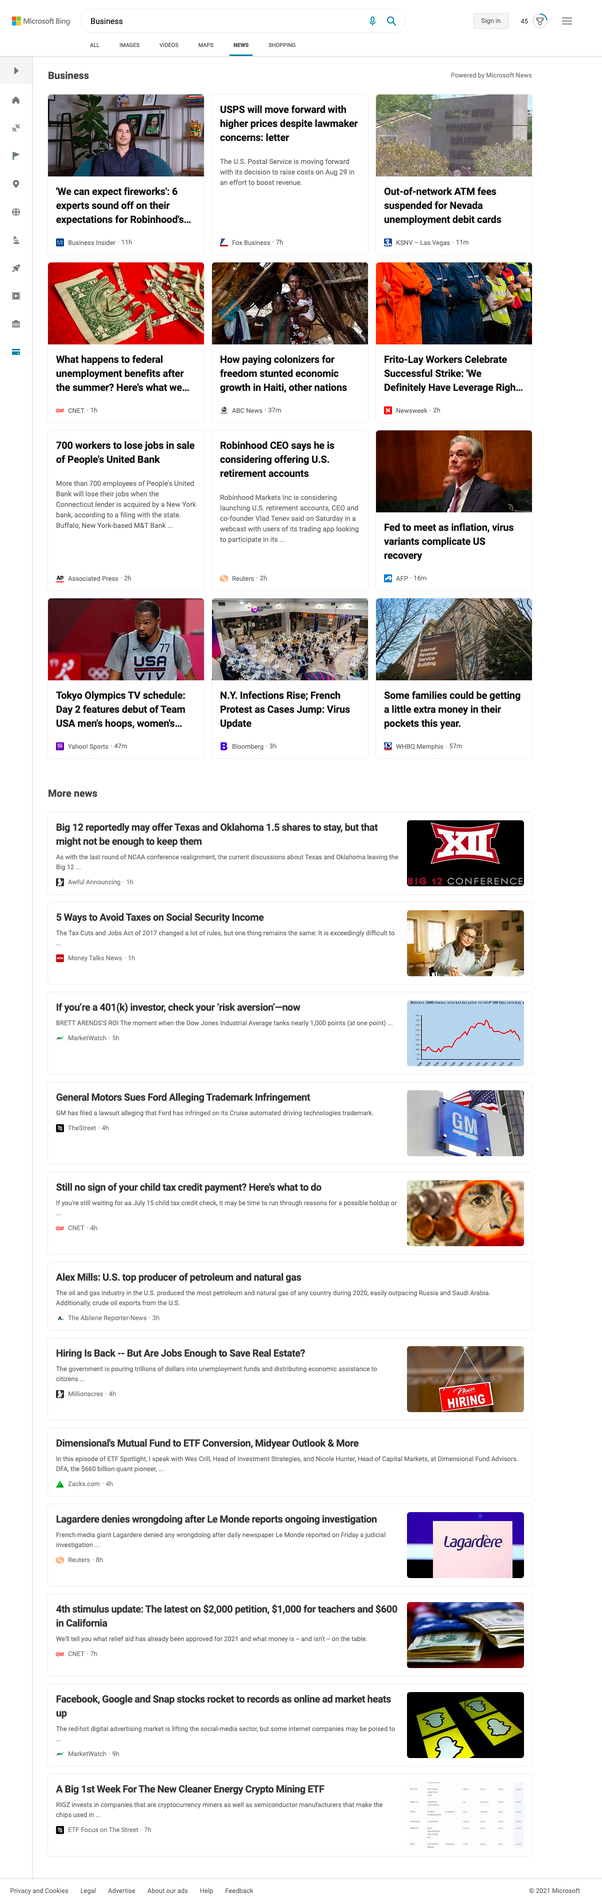 Microsoft Bing
Business
Sign in
45
ALL
IMAGES
VIDEOS
MAPS
NEWS
SHOPPING
Business
Powered by Microsoft News
'We can expect fireworks': 6
experts sound off on their
expectations for Robinhood's...
Business Insider · 11h
USPS will move forward with
higher prices despite lawmaker
concerns: letter
The U.S. Postal Service is moving forward
with its decision to raise costs on Aug 29 in
an effort to boost revenue.
Fox Business · 7h
Out-of-network ATM fees
suspended for Nevada
unemployment debit cards
KSNV – Las Vegas · 11m
What happens to federal
unemployment benefits after
the summer? Here's what we...
CNET · 1h
How paying colonizers for
freedom stunted economic
growth in Haiti, other nations
ABC News · 37m
Frito-Lay Workers Celebrate
Successful Strike: 'We
Definitely Have Leverage Righ...
Newsweek · 2h
700 workers to lose jobs in sale
of People's United Bank
More than 700 employees of People's United
Bank will lose their jobs when the
Connecticut lender is acquired by a New York
bank, according to a filing with the state.
Buffalo, New York-based M&T Bank ...
AP
Associated Press · 2h
Robinhood CEO says he is
considering offering U.S.
retirement accounts
Robinhood Markets Inc is considering
launching U.S. retirement accounts, CEO and
co-founder Vlad Tenev said on Saturday in a
webcast with users of its trading app looking
to participate in its ...
Reuters · 2h
Fed to meet as inflation, virus
variants complicate US
recovery
AFP · 16m
77
USA
Tokyo Olympics TV schedule:
Day 2 features debut of Team
USA men's hoops, women's...
Yahoo! Sports · 47m
N.Y. Infections Rise; French
Protest as Cases Jump: Virus
Update
Bloomberg · 3h
Internal
Revenue
Service
Building
Some families could be getting
a little extra money in their
pockets this year.
WHBQ Memphis · 57m
More news
Big 12 reportedly may offer Texas and Oklahoma 1.5 shares to stay, but that
might not be enough to keep them
As with the last round of NCAA conference realignment, the current discussions about Texas and Oklahoma leaving the
Big 12 ...
Awful Announcing · 1h
XII
BIG 12 CONFERENCE
5 Ways to Avoid Taxes on Social Security Income
The Tax Cuts and Jobs Act of 2017 changed a lot of rules, but one thing remains the same: It is exceedingly difficult to
...
Money Talks News · 1h
If you're a 401(k) investor, check your 'risk aversion'—now
BRETT ARENDS'S ROI The moment when the Dow Jones Industrial Average tanks nearly 1,000 points (at one point) ...
MarketWatch · 5h
General Motors Sues Ford Alleging Trademark Infringement
GM has filed a lawsuit alleging that Ford has infringed on its Cruise automated driving technologies trademark.
TheStreet · 4h
GM
Still no sign of your child tax credit payment? Here's what to do
If you're still waiting for aa July 15 child tax credit check, it may be time to run through reasons for a possible holdup or
...
CNET · 4h
Alex Mills: U.S. top producer of petroleum and natural gas
The oil and gas industry in the U.S. produced the most petroleum and natural gas of any country during 2020, easily outpacing Russia and Saudi Arabia.
Additionally, crude oil exports from the U.S.
The Abilene Reporter-News · 3h
Hiring Is Back -- But Are Jobs Enough to Save Real Estate?
The government is pouring trillions of dollars into unemployment funds and distributing economic assistance to
citizens ...
Millionacres · 4h
Now
HIRING
Dimensional's Mutual Fund to ETF Conversion, Midyear Outlook & More
In this episode of ETF Spotlight, I speak with Wes Crill, Head of Investment Strategies, and Nicole Hunter, Head of Capital Markets, at Dimensional Fund Advisors.
DFA, the $660 billion quant pioneer, ...
Zacks.com · 4h
Lagardere denies wrongdoing after Le Monde reports ongoing investigation
French media giant Lagardere denied any wrongdoing after daily newspaper Le Monde reported on Friday a judicial
investigation ...
Reuters · 8h
Lagardère
4th stimulus update: The latest on $2,000 petition, $1,000 for teachers and $600
in California
We'll tell you what relief aid has already been approved for 2021 and what money is -- and isn't -- on the table.
CNET · 7h
Facebook, Google and Snap stocks rocket to records as online ad market heats
up
The red-hot digital advertising market is lifting the social-media sector, but some internet companies may be poised to
...
MarketWatch · 9h
A Big 1st Week For The New Cleaner Energy Crypto Mining ETF
RIGZ invests in companies that are cryptocurrency miners as well as semiconductor manufacturers that make the
chips used in ...
ETF Focus on The Street · 7h
Privacy and Cookies
Legal
Advertise
About our ads
Help
Feedback
© 2021 Microsoft